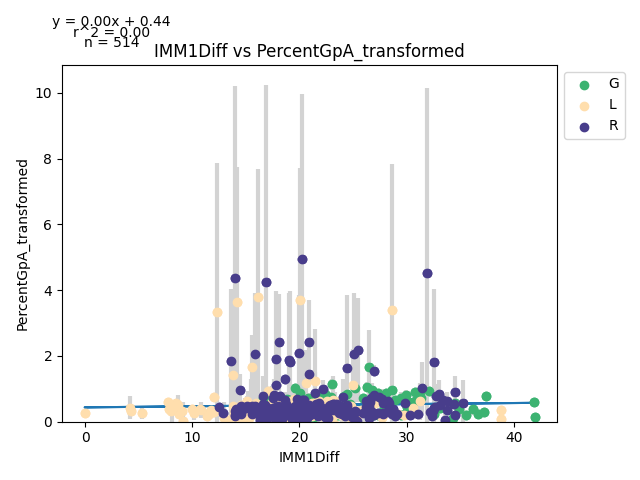 y = 0.00x + 0.44
r^2 = 0.00
n = 514
IMM1Diff vs PercentGpA_transformed
G
L
R
PercentGpA_transformed
10
8
6
4
2
0
0 10 20 30 40
IMM1Diff